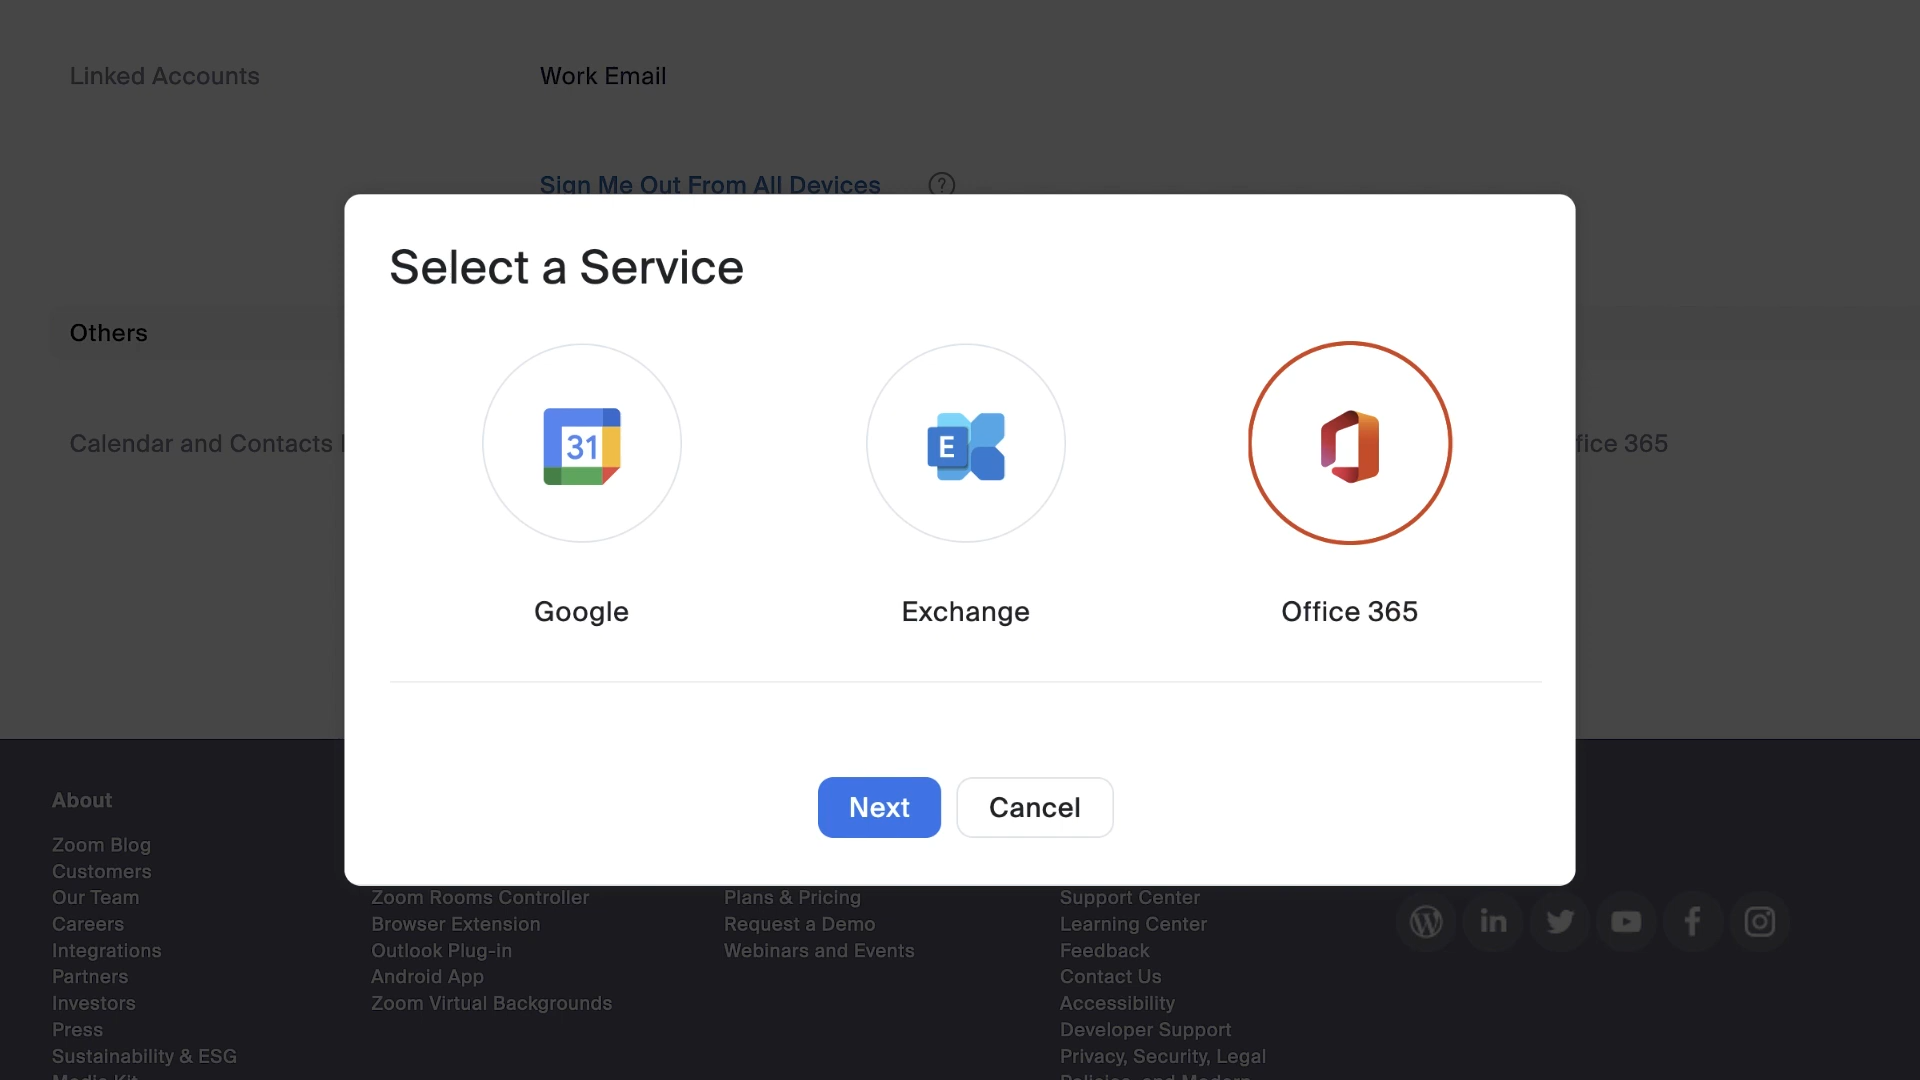 Linked Accounts
Work Email
Sign Me Out From All Devices
?
Select a Service
Others
31
E
Calendar and Contacts
fice 365
Google
Exchange
Office 365
Next
Cancel
About
Zoom Blog
Customers
Our Team
Careers
Integrations
Partners
Investors
Press
Sustainability & ESG
Zoom Rooms Controller
Browser Extension
Outlook Plug-in
Android App
Zoom Virtual Backgrounds
Plans & Pricing
Request a Demo
Webinars and Events
Support Center
Learning Center
Feedback
Contact Us
Accessibility
Developer Support
Privacy, Security, Legal
in